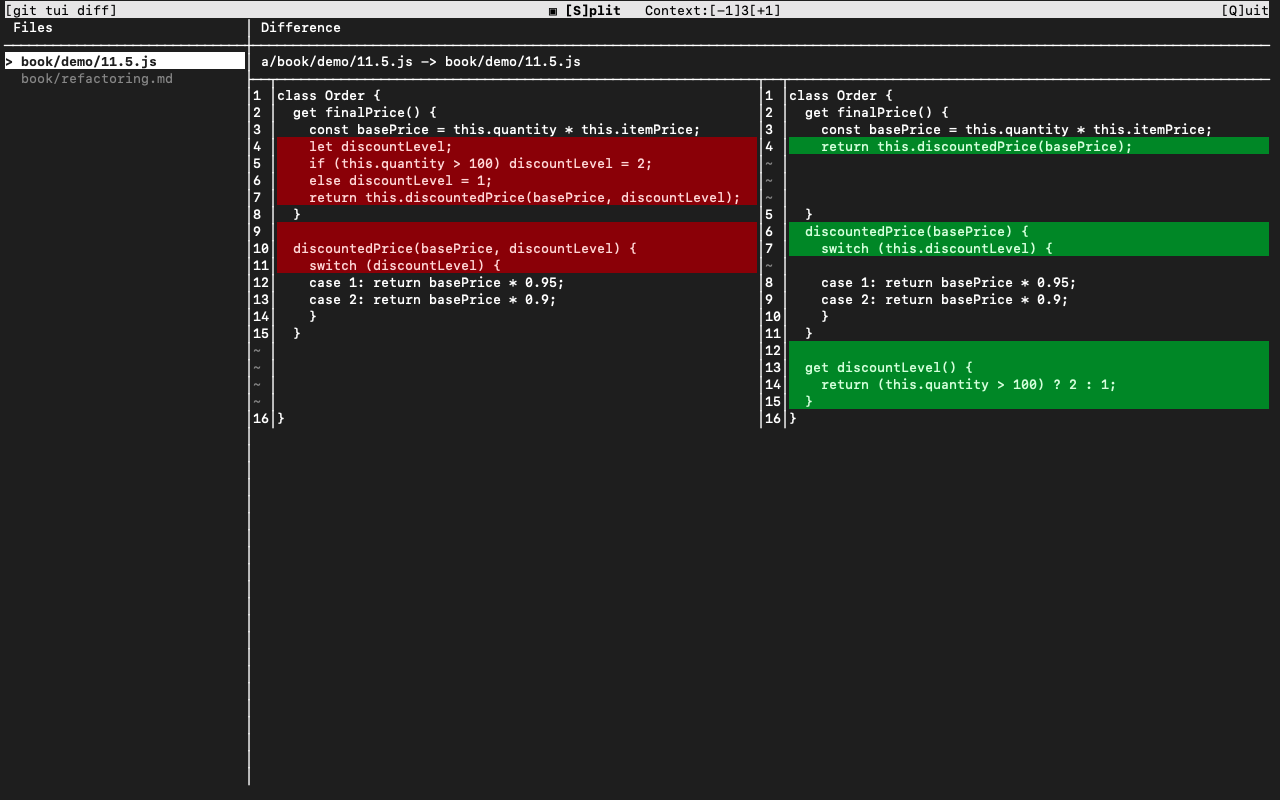 [git tui diff] ▣ [S]plit Context:[-1]3[+1] [Q]uit
Files
> book/demo/11.5.js
book/refactoring.md
Difference
a/book/demo/11.5.js -> book/demo/11.5.js
1 class Order {
2   get finalPrice() {
3     const basePrice = this.quantity * this.itemPrice;
4     let discountLevel;
5     if (this.quantity > 100) discountLevel = 2;
6     else discountLevel = 1;
7     return this.discountedPrice(basePrice, discountLevel);
8   }
9
10   discountedPrice(basePrice, discountLevel) {
11     switch (discountLevel) {
12     case 1: return basePrice * 0.95;
13     case 2: return basePrice * 0.9;
14     }
15   }
~
~
~
~
16 }
1 class Order {
2   get finalPrice() {
3     const basePrice = this.quantity * this.itemPrice;
4     return this.discountedPrice(basePrice);
~
~
~
5   }
6   discountedPrice(basePrice) {
7     switch (this.discountLevel) {
~
8     case 1: return basePrice * 0.95;
9     case 2: return basePrice * 0.9;
10     }
11   }
12
13   get discountLevel() {
14     return (this.quantity > 100) ? 2 : 1;
15   }
16 }